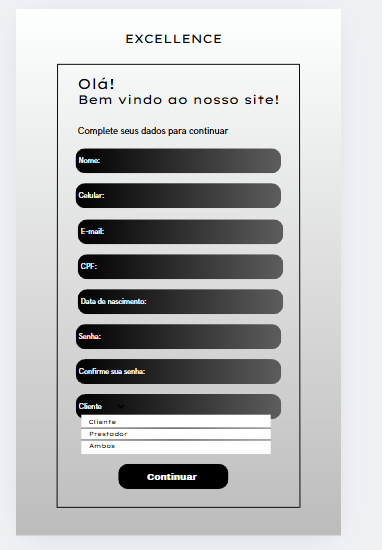 EXCELLENCE
Olá!
Bem vindo ao nosso site!
Complete seus dados para continuar
Nome:
Celular:
E-mail:
CPF:
Data de nascimento:
Senha:
Confirme sua senha:
Cliente
Cliente
Prestador
Ambos
Continuar